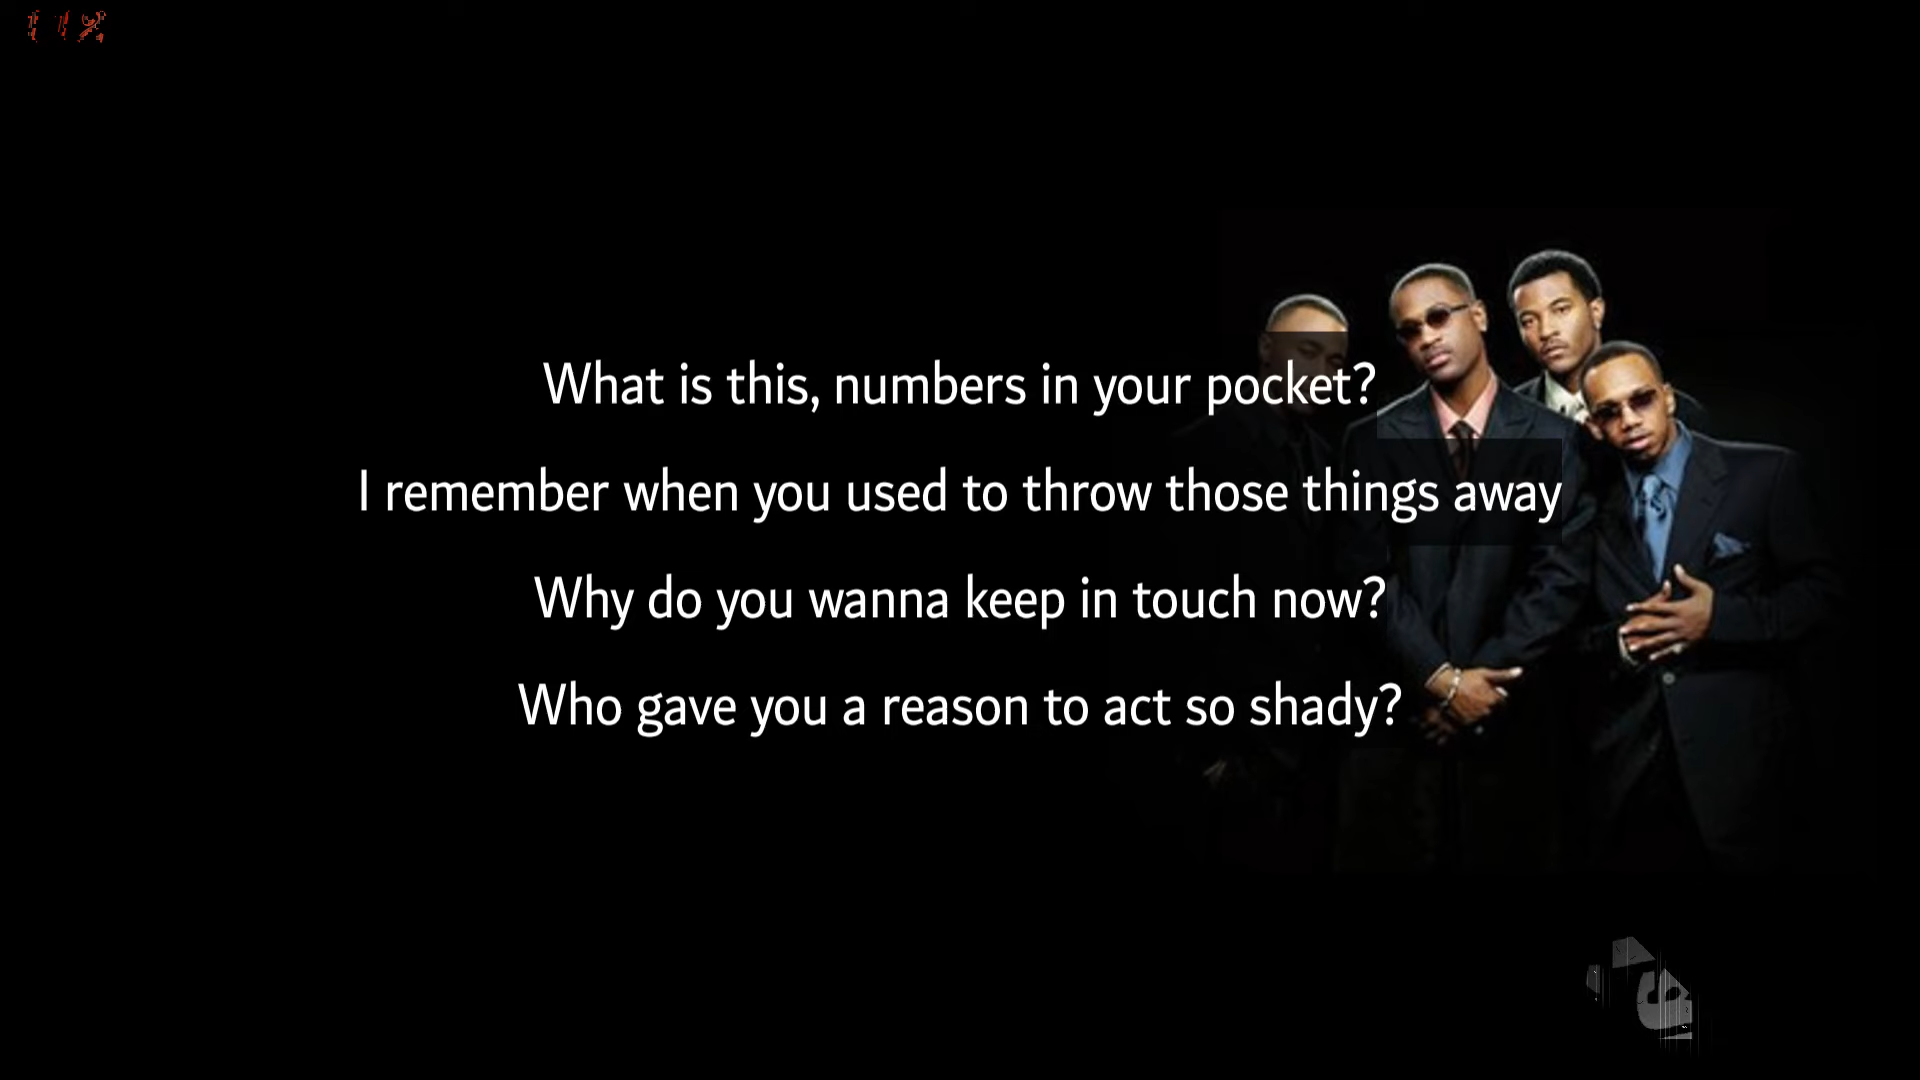 What is this, numbers in your pocket?
I remember when you used to throw those things away
Why do you wanna keep in touch now?
Who gave you a reason to act so shady?